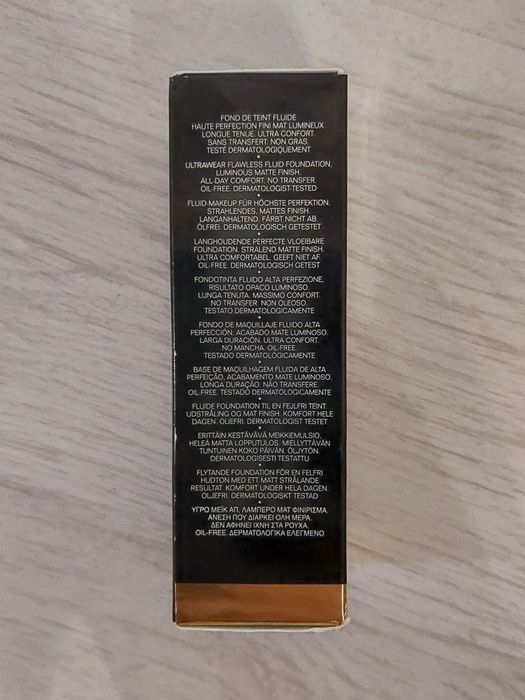 FOND DE TEINT FLUIDE
HAUTE PERFECTION FINI MAT LUMINEUX.
LONGUE TENUE. ULTRA CONFORT.
SANS TRANSFERT. NON GRAS.
TESTÉ DERMATOLOGIQUEMENT
•
ULTRAWEAR FLAWLESS FLUID FOUNDATION,
LUMINOUS MATTE FINISH.
ALL-DAY COMFORT. NO TRANSFER.
OIL-FREE. DERMATOLOGIST-TESTED
•
FLUID-MAKEUP FÜR HÖCHSTE PERFEKTION.
STRAHLENDES, MATTES FINISH.
LANGANHALTEND. FÄRBT NICHT AB.
ÖLFREI. DERMATOLOGISCH GETESTET
•
LANGHOUDENDE PERFECTE VLOEIBARE
FOUNDATION. STRALEND MATTE FINISH.
ULTRA COMFORTABEL. GEEFT NIET AF.
OIL-FREE. DERMATOLOGISCH GETEST
•
FONDOTINTA FLUIDO ALTA PERFEZIONE,
RISULTATO OPACO LUMINOSO.
LUNGA TENUTA. MASSIMO CONFORT.
NO TRANSFER. NON OLEOSO.
TESTATO DERMATOLOGICAMENTE
•
FONDO DE MAQUILLAJE FLUIDO ALTA
PERFECCIÓN, ACABADO MATE LUMINOSO.
LARGA DURACIÓN. ULTRA CONFORT.
NO MANCHA. OIL-FREE.
TESTADO DERMATOLÓGICAMENTE
•
BASE DE MAQUILHAGEM FLUIDA DE ALTA
PERFEIÇÃO, ACABAMENTO MATE LUMINOSO.
LONGA DURAÇÃO. NÃO TRANSFERE.
OIL-FREE. TESTADO DERMATOLOGICAMENTE
•
FLUIDE FOUNDATION TIL EN FEJLFRI TEINT.
UDSTRÅLING OG MAT FINISH. KOMFORT HELE
DAGEN. OLIEFRI. DERMATOLOGIST TESTET
•
ERITTÄIN KESTÄVÄVÄ MEIKKIEMULSIO,
HELEÄ MATTA LOPPUTULOS. MIELLYTTÄVÄN
TUNTUINEN KOKO PÄIVÄN. ÖLJYTÖN.
DERMATOLOGISESTI TESTATTU
•
FLYTANDE FOUNDATION FÖR EN FELFRI
HUDTON MED ETT MATT STRÅLANDE
RESULTAT. KOMFORT UNDER HELA DAGEN.
OLJEFRI. DERMATOLOGISKT TESTAD
•
ΥΓΡΟ ΜΕΪΚ ΑΠ, ΛΑΜΠΕΡΟ ΜΑΤ ΦΙΝΙΡΙΣΜΑ.
ΑΝΕΣΗ ΠΟΥ ΔΙΑΡΚΕΙ ΟΛΗ ΜΕΡΑ.
ΔΕΝ ΑΦΗΝΕΙ ΙΧΝΗ ΣΤΑ ΡΟΥΧΑ.
OIL-FREE. ΔΕΡΜΑΤΟΛΟΓΙΚΑ ΕΛΕΓΜΕΝΟ